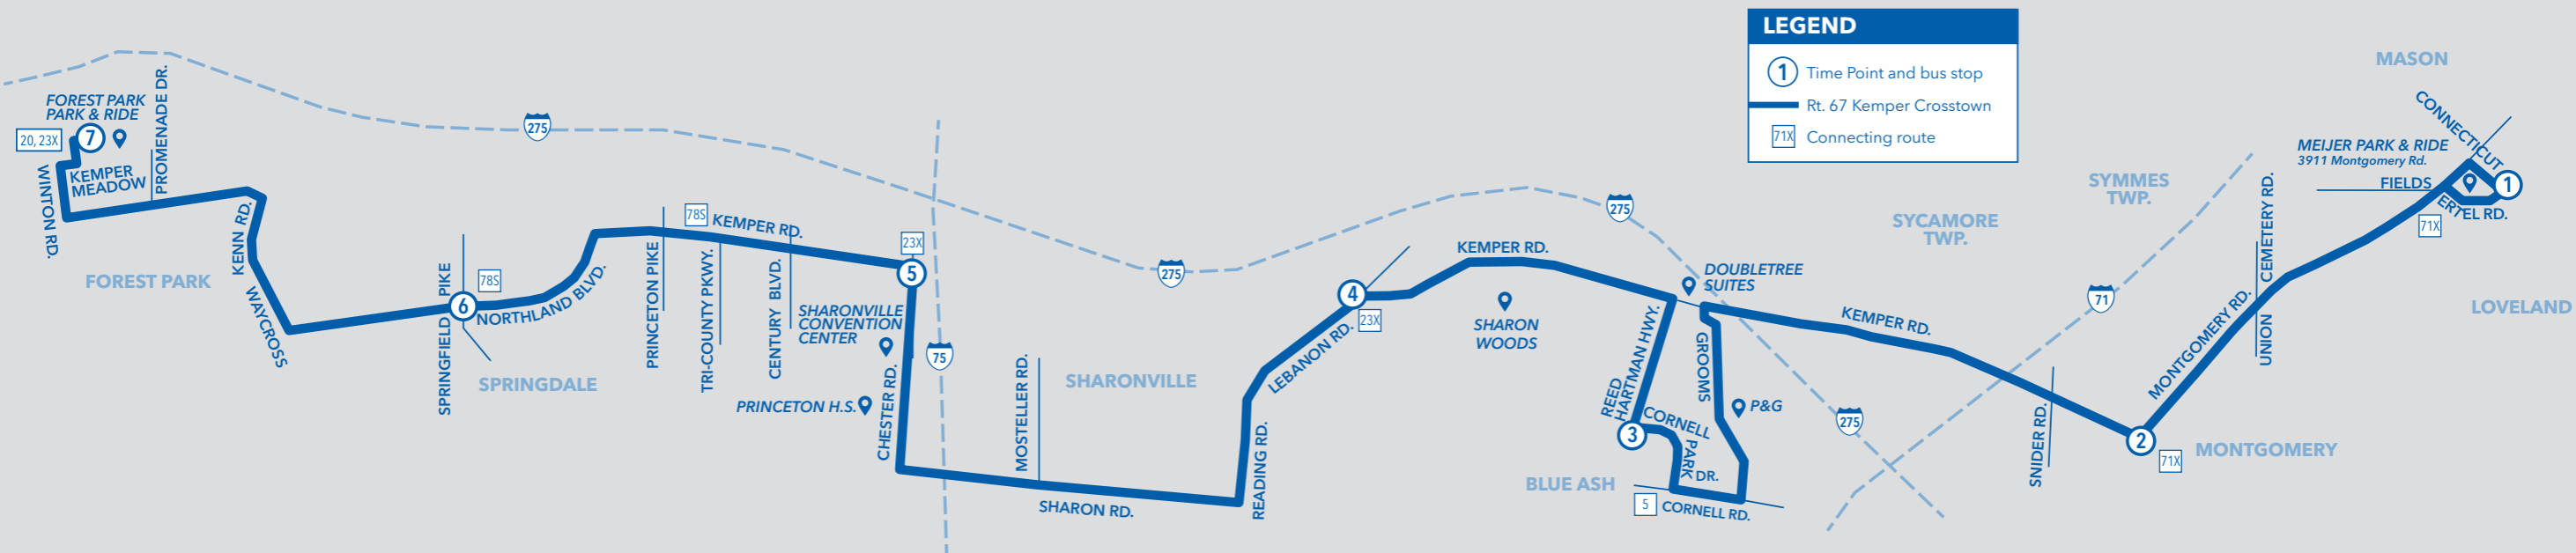 LEGEND
1 Time Point and bus stop
Rt. 67 Kemper Crosstown
71X Connecting route
FOREST PARK
PARK & RIDE
20, 23X
7
KEMPER
MEADOW
PROMENADE DR.
WINTON RD.
FOREST PARK
KENN RD.
WAYCROSS
275
SPRINGFIELD PIKE
6
78S
NORTHLAND BLVD.
SPRINGDALE
PRINCETON PIKE
78S
KEMPER RD.
TRI-COUNTY PKWY.
CENTURY BLVD.
23X
5
SHARONVILLE
CONVENTION
CENTER
PRINCETON H.S.
CHESTER RD.
75
MOSTELLER RD.
SHARONVILLE
SHARON RD.
275
READING RD.
LEBANON RD.
4
23X
KEMPER RD.
SHARON
WOODS
275
DOUBLETREE
SUITES
REED
HARTMAN HWY.
3
CORNELL
PARK
DR.
GROOMS
P&G
BLUE ASH
5
CORNELL RD.
KEMPER RD.
275
SYCAMORE
TWP.
SYMMES
TWP.
71
SNIDER RD.
2
71X
MONTGOMERY
MONTGOMERY RD.
UNION CEMETERY RD.
MASON
CONNECTICUT
MEIJER PARK & RIDE
3911 Montgomery Rd.
FIELDS
ERTEL RD.
1
71X
LOVELAND